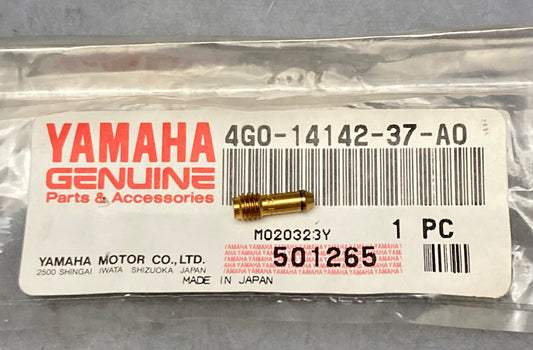 YAMAHA 4G0-14142-37-A0
GENUINE
Parts & Accessories
M020323Y 1 PC
YAMAHA MOTOR CO.,LTD.
501265
2500 SHINGAI IWATA SHIZUOKA JAPAN
MADE IN JAPAN